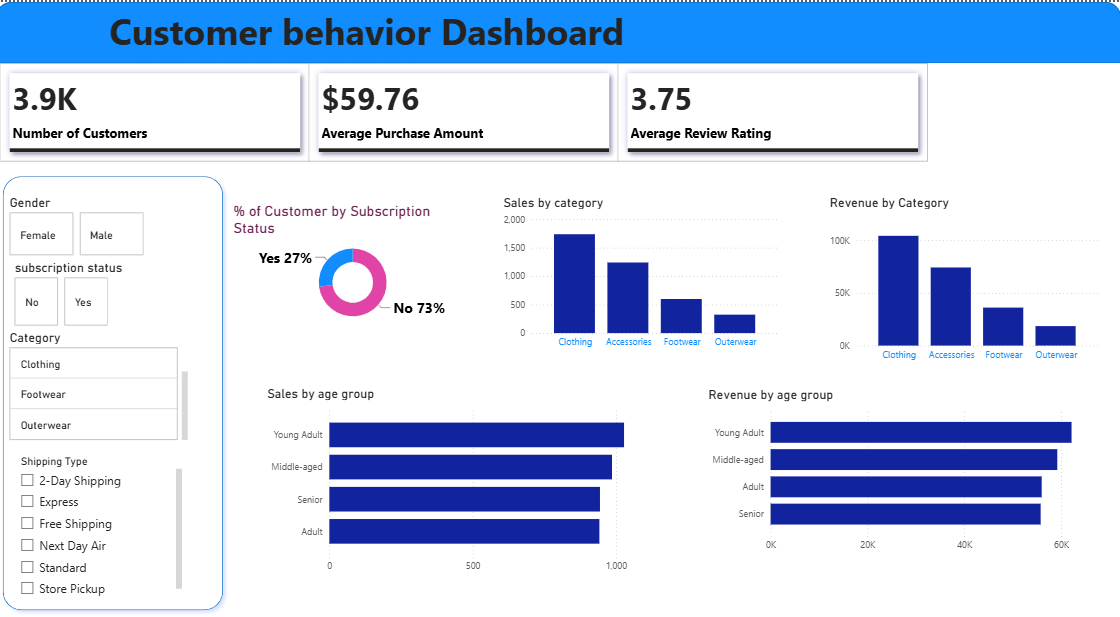 Customer behavior Dashboard
3.9K
Number of Customers
$59.76
Average Purchase Amount
3.75
Average Review Rating
Gender
Female
Male
subscription status
No
Yes
Category
Clothing
Footwear
Outerwear
Shipping Type
2-Day Shipping
Express
Free Shipping
Next Day Air
Standard
Store Pickup
% of Customer by Subscription
Status
Yes 27%
No 73%
Sales by category
2,000
1,500
1,000
500
0
Clothing Accessories Footwear Outerwear
Revenue by Category
100K
50K
0K
Clothing Accessories Footwear Outerwear
Sales by age group
Young Adult
Middle-aged
Senior
Adult
0 500 1,000
Revenue by age group
Young Adult
Middle-aged
Adult
Senior
0K 20K 40K 60K